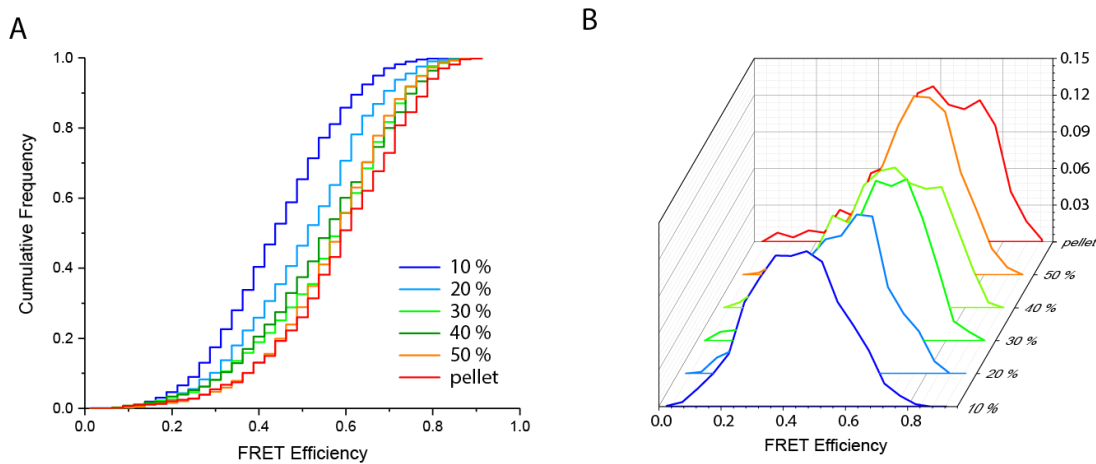 A
1.0
0.8
0.6
0.4
0.2
0.0
Cumulative Frequency
0.0 0.2 0.4 0.6 0.8 1.0
FRET Efficiency
10 %
20 %
30 %
40 %
50 %
pellet
B
0.15
0.12
0.09
0.06
0.03
pellet
50 %
40 %
30 %
20 %
10 %
0.0 0.2 0.4 0.6 0.8
FRET Efficiency